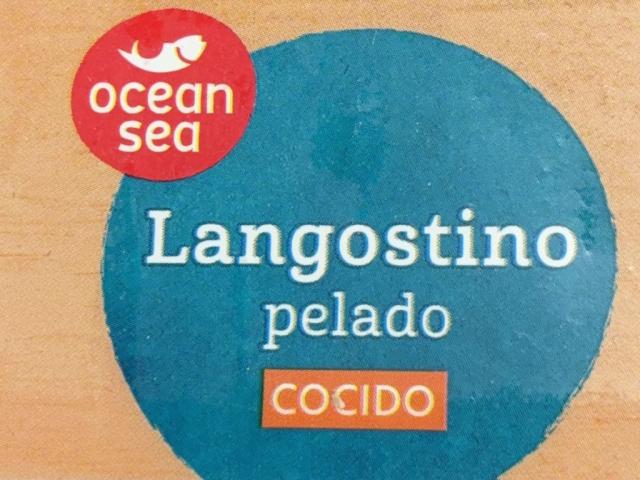 ocean
sea
Langostino
pelado
COCIDO